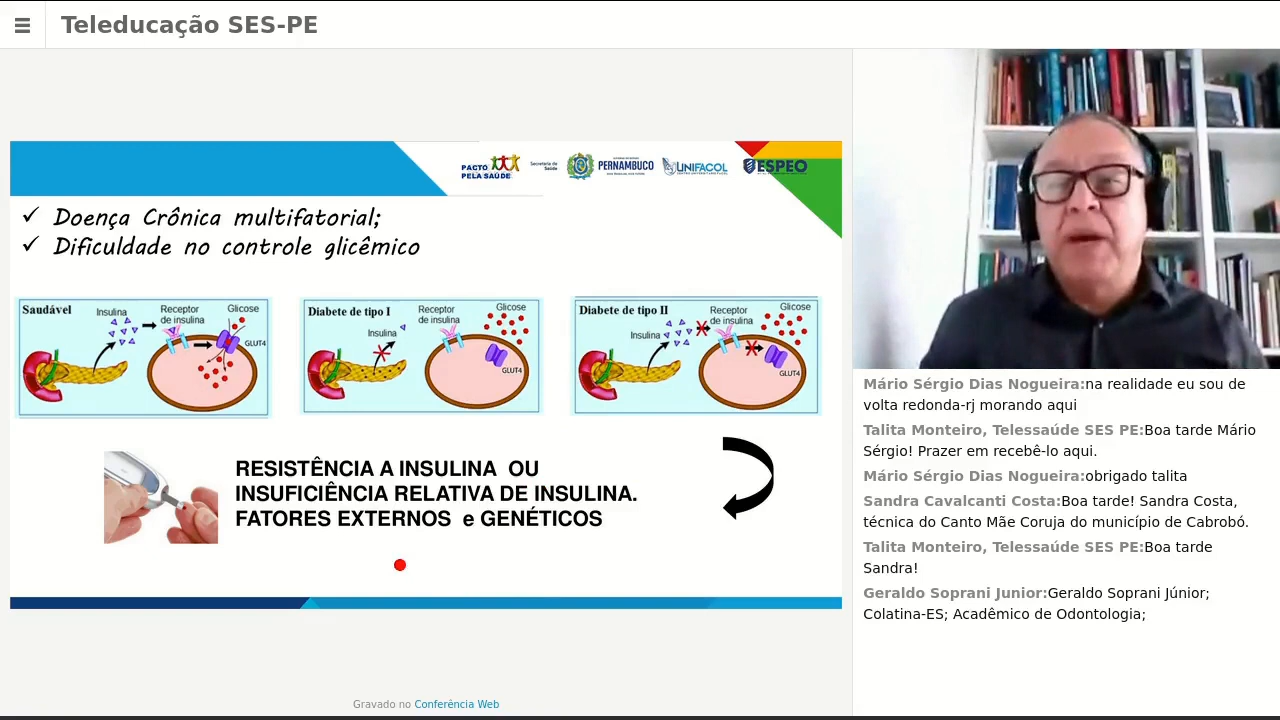 Teleducação SES-PE
PACTO
PELA SAÚDE
Secretaria de
Saúde
PERNAMBUCO
UNIFACOL
ESPEO
✓ Doença Crônica multifatorial;
✓ Dificuldade no controle glicêmico
Saudável
Insulina
Receptor
de insulina
Glicose
GLUT4
Diabete de tipo I
Insulina
Receptor
de insulina
Glicose
GLUT4
Diabete de tipo II
Insulina
Receptor
de insulina
Glicose
GLUT4
RESISTÊNCIA A INSULINA OU
INSUFICIÊNCIA RELATIVA DE INSULINA.
FATORES EXTERNOS e GENÉTICOS
Gravado no Conferência Web
Mário Sérgio Dias Nogueira:na realidade eu sou de
volta redonda-rj morando aqui
Talita Monteiro, Telessaúde SES PE:Boa tarde Mário
Sérgio! Prazer em recebê-lo aqui.
Mário Sérgio Dias Nogueira:obrigado talita
Sandra Cavalcanti Costa:Boa tarde! Sandra Costa,
técnica do Canto Mãe Coruja do município de Cabrobó.
Talita Monteiro, Telessaúde SES PE:Boa tarde
Sandra!
Geraldo Soprani Junior:Geraldo Soprani Júnior;
Colatina-ES; Acadêmico de Odontologia;